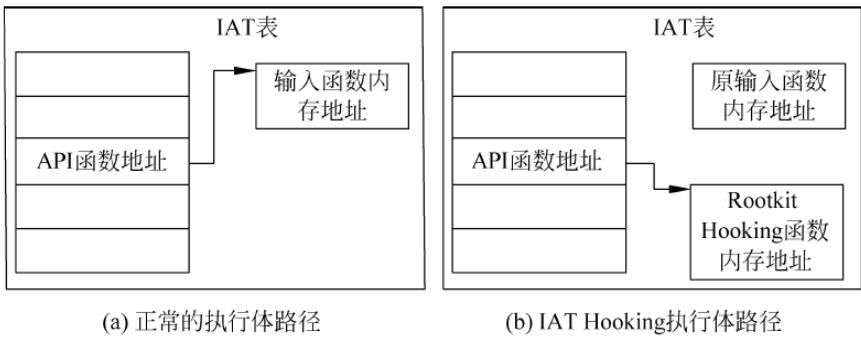 IAT表
API函数地址
输入函数内
存地址
(a) 正常的执行体路径
IAT表
API函数地址
原输入函数
内存地址
Rootkit
Hooking函数
内存地址
(b) IAT Hooking执行体路径